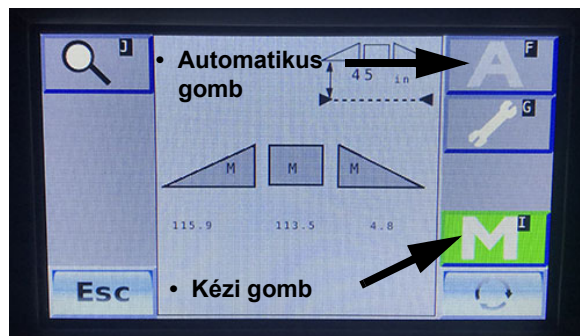 J
• Automatikus
gomb
45 in
A F
G
M M M
115.9 113.5 4.8
M I
Esc
• Kézi gomb